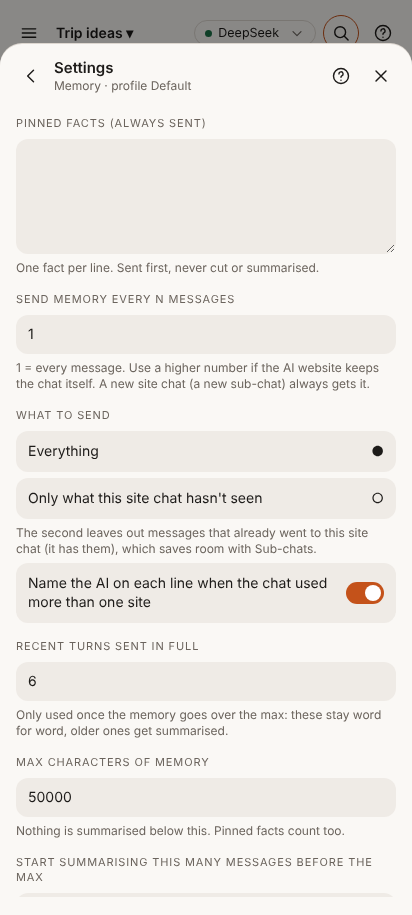 Trip ideas ▾
DeepSeek
Settings
Memory · profile Default
PINNED FACTS (ALWAYS SENT)
One fact per line. Sent first, never cut or summarised.
SEND MEMORY EVERY N MESSAGES
1
1 = every message. Use a higher number if the AI website keeps
the chat itself. A new site chat (a new sub-chat) always gets it.
WHAT TO SEND
Everything
Only what this site chat hasn't seen
The second leaves out messages that already went to this site
chat (it has them), which saves room with Sub-chats.
Name the AI on each line when the chat used
more than one site
RECENT TURNS SENT IN FULL
6
Only used once the memory goes over the max: these stay word
for word, older ones get summarised.
MAX CHARACTERS OF MEMORY
50000
Nothing is summarised below this. Pinned facts count too.
START SUMMARISING THIS MANY MESSAGES BEFORE THE
MAX